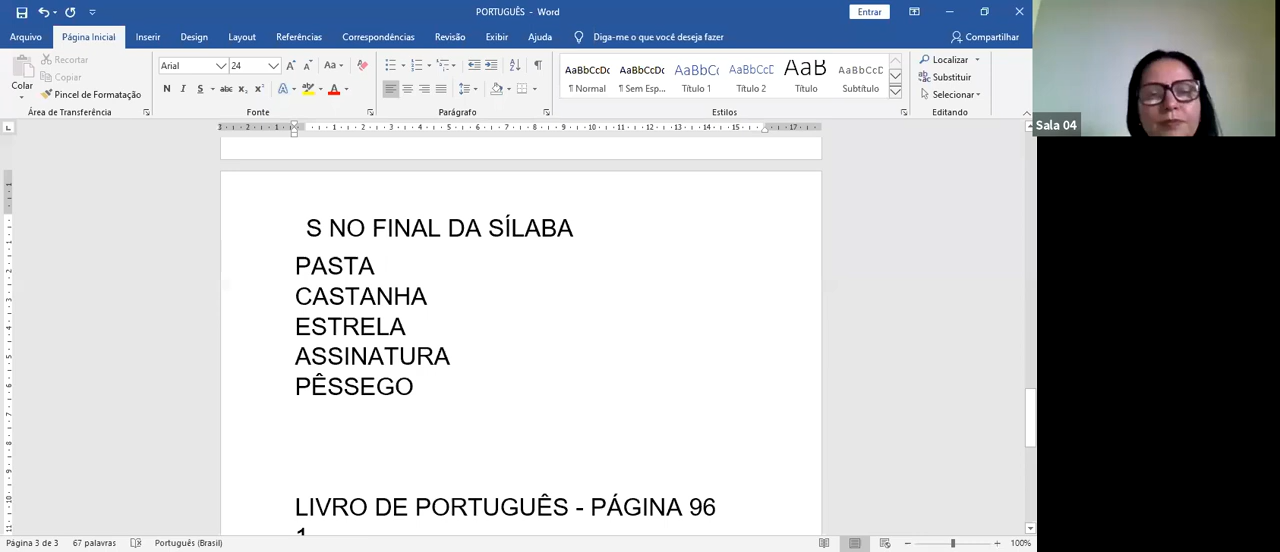 PORTUGUÊS - Word
Entrar
Arquivo Página Inicial Inserir Design Layout Referências Correspondências Revisão Exibir Ajuda Diga-me o que você deseja fazer Compartilhar
Colar
Recortar
Copiar
Pincel de Formatação
Área de Transferência
Arial 24
N I S abc x₂ x²
Fonte
Parágrafo
AaBbCcDc AaBbCcDc AaBbCc AaBbCcD AaB AaBbCcD
¶ Normal ¶ Sem Esp... Título 1 Título 2 Título Subtítulo
Estilos
Localizar
Substituir
Selecionar
Editando
Sala 04
S NO FINAL DA SÍLABA
PASTA
CASTANHA
ESTRELA
ASSINATURA
PÊSSEGO
LIVRO DE PORTUGUÊS - PÁGINA 96
Página 3 de 3 67 palavras Português (Brasil) 100%